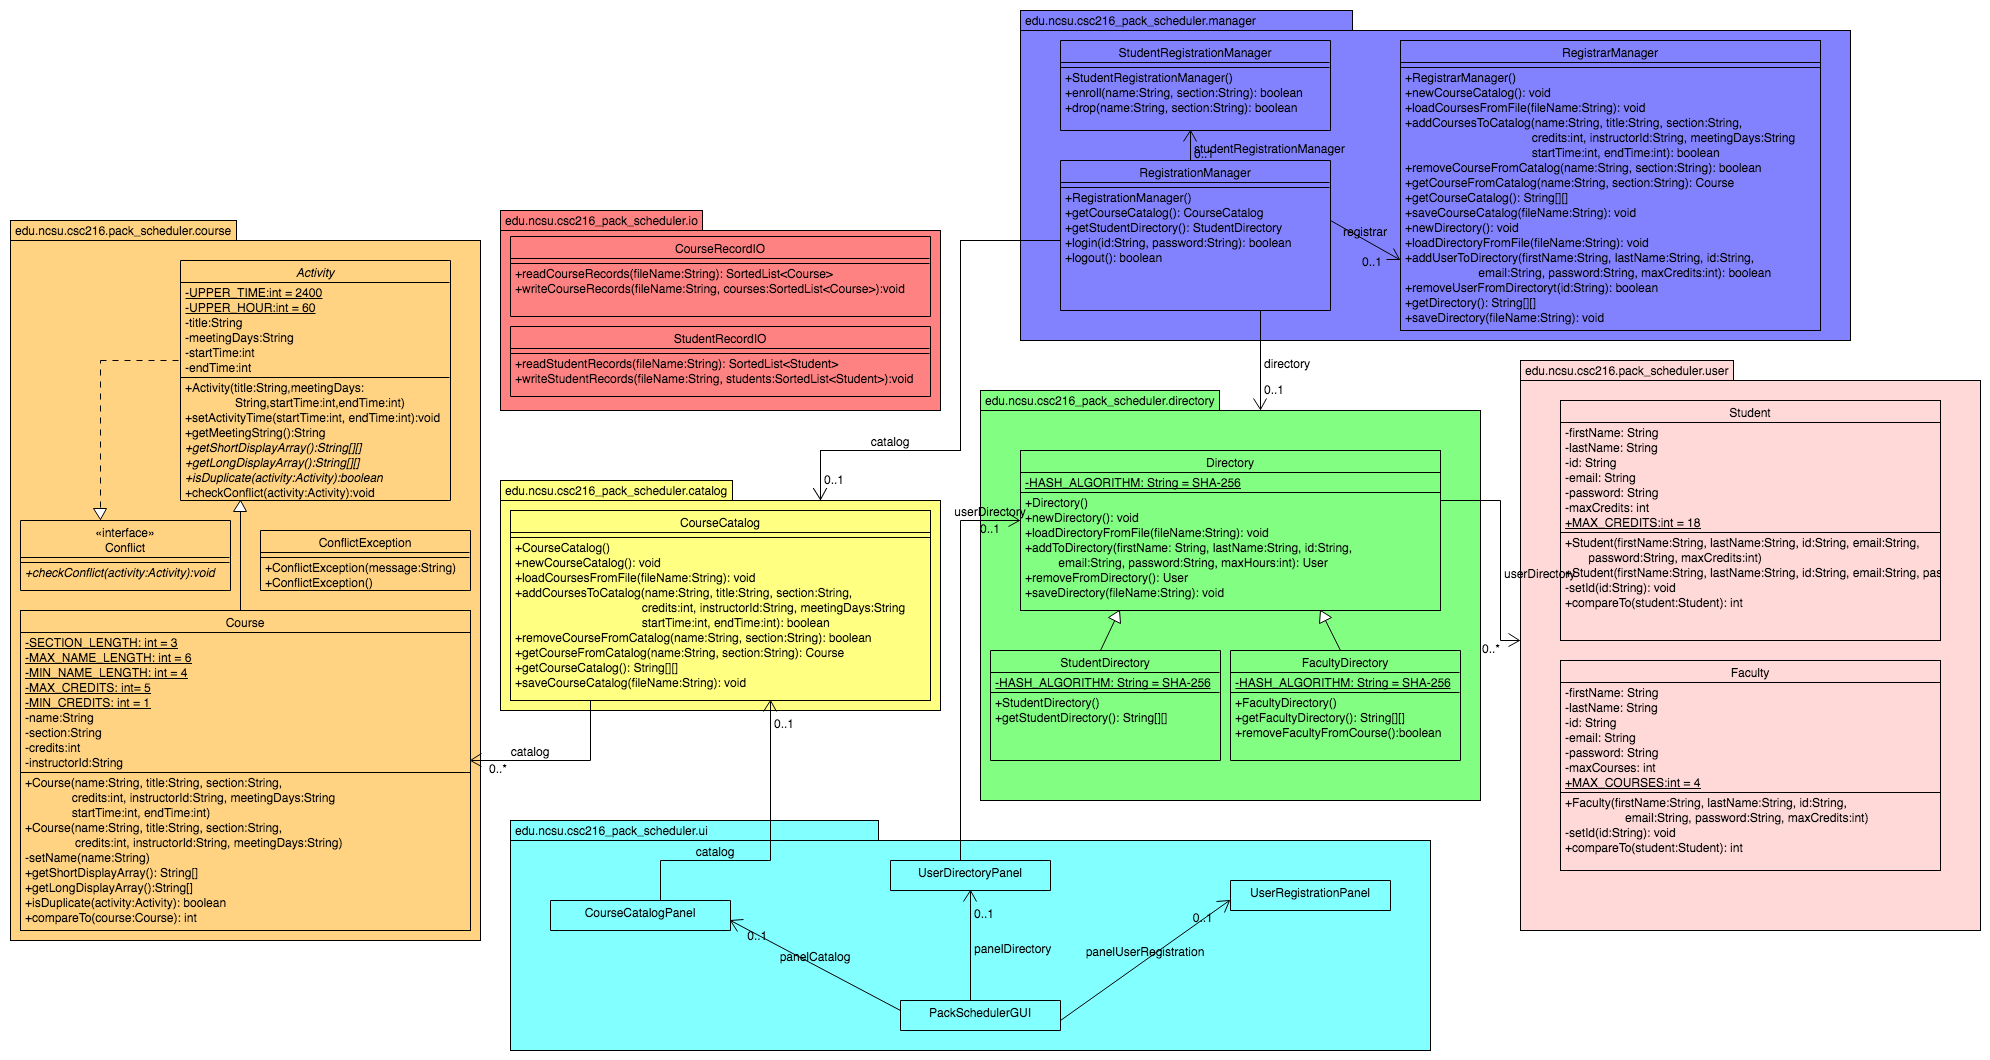 edu.ncsu.csc216_pack_scheduler.manager
StudentRegistrationManager
+StudentRegistrationManager()
+enroll(name:String, section:String): boolean
+drop(name:String, section:String): boolean
studentRegistrationManager
0..1
RegistrationManager
+RegistrationManager()
+getCourseCatalog(): CourseCatalog
+getStudentDirectory(): StudentDirectory
+login(id:String, password:String): boolean
+logout(): boolean
registrar
0..1
RegistrarManager
+RegistrarManager()
+newCourseCatalog(): void
+loadCoursesFromFile(fileName:String): void
+addCoursesToCatalog(name:String, title:String, section:String,
credits:int, instructorId:String, meetingDays:String
startTime:int, endTime:int): boolean
+removeCourseFromCatalog(name:String, section:String): boolean
+getCourseFromCatalog(name:String, section:String): Course
+getCourseCatalog(): String[][]
+saveCourseCatalog(fileName:String): void
+newDirectory(): void
+loadDirectoryFromFile(fileName:String): void
+addUserToDirectory(firstName:String, lastName:String, id:String,
email:String, password:String, maxCredits:int): boolean
+removeUserFromDirectoryt(id:String): boolean
+getDirectory(): String[][]
+saveDirectory(fileName:String): void
edu.ncsu.csc216.pack_scheduler.course
Activity
-UPPER_TIME:int = 2400
-UPPER_HOUR:int = 60
-title:String
-meetingDays:String
-startTime:int
-endTime:int
+Activity(title:String,meetingDays:
String,startTime:int,endTime:int)
+setActivityTime(startTime:int, endTime:int):void
+getMeetingString():String
+getShortDisplayArray():String[][]
+getLongDisplayArray():String[][]
+isDuplicate(activity:Activity):boolean
+checkConflict(activity:Activity):void
«interface»
Conflict
+checkConflict(activity:Activity):void
ConflictException
+ConflictException(message:String)
+ConflictException()
Course
-SECTION_LENGTH: int = 3
-MAX_NAME_LENGTH: int = 6
-MIN_NAME_LENGTH: int = 4
-MAX_CREDITS: int= 5
-MIN_CREDITS: int = 1
-name:String
-section:String
-credits:int
-instructorId:String
+Course(name:String, title:String, section:String,
credits:int, instructorId:String, meetingDays:String
startTime:int, endTime:int)
+Course(name:String, title:String, section:String,
credits:int, instructorId:String, meetingDays:String)
-setName(name:String)
+getShortDisplayArray(): String[]
+getLongDisplayArray():String[]
+isDuplicate(activity:Activity): boolean
+compareTo(course:Course): int
edu.ncsu.csc216_pack_scheduler.io
CourseRecordIO
+readCourseRecords(fileName:String): SortedList<Course>
+writeCourseRecords(fileName:String, courses:SortedList<Course>):void
StudentRecordIO
+readStudentRecords(fileName:String): SortedList<Student>
+writeStudentRecords(fileName:String, students:SortedList<Student>):void
catalog
0..1
directory
0..1
edu.ncsu.csc216_pack_scheduler.catalog
CourseCatalog
+CourseCatalog()
+newCourseCatalog(): void
+loadCoursesFromFile(fileName:String): void
+addCoursesToCatalog(name:String, title:String, section:String,
credits:int, instructorId:String, meetingDays:String
startTime:int, endTime:int): boolean
+removeCourseFromCatalog(name:String, section:String): boolean
+getCourseFromCatalog(name:String, section:String): Course
+getCourseCatalog(): String[][]
+saveCourseCatalog(fileName:String): void
catalog
0..*
0..1
edu.ncsu.csc216_pack_scheduler.directory
Directory
-HASH_ALGORITHM: String = SHA-256
+Directory()
+newDirectory(): void
+loadDirectoryFromFile(fileName:String): void
+addToDirectory(firstName: String, lastName:String, id:String,
email:String, password:String, maxHours:int): User
+removeFromDirectory(): User
+saveDirectory(fileName:String): void
userDirectory
0..1
StudentDirectory
-HASH_ALGORITHM: String = SHA-256
+StudentDirectory()
+getStudentDirectory(): String[][]
FacultyDirectory
-HASH_ALGORITHM: String = SHA-256
+FacultyDirectory()
+getFacultyDirectory(): String[][]
+removeFacultyFromCourse():boolean
userDirectory
0..*
edu.ncsu.csc216.pack_scheduler.user
Student
-firstName: String
-lastName: String
-id: String
-email: String
-password: String
-maxCredits: int
+MAX_CREDITS:int = 18
+Student(firstName:String, lastName:String, id:String, email:String,
password:String, maxCredits:int)
+Student(firstName:String, lastName:String, id:String, email:String, pas
-setId(id:String): void
+compareTo(student:Student): int
Faculty
-firstName: String
-lastName: String
-id: String
-email: String
-password: String
-maxCourses: int
+MAX_COURSES:int = 4
+Faculty(firstName:String, lastName:String, id:String,
email:String, password:String, maxCredits:int)
-setId(id:String): void
+compareTo(student:Student): int
edu.ncsu.csc216_pack_scheduler.ui
catalog
CourseCatalogPanel
UserDirectoryPanel
UserRegistrationPanel
0..1
panelCatalog
0..1
panelDirectory
0..1
panelUserRegistration
PackSchedulerGUI